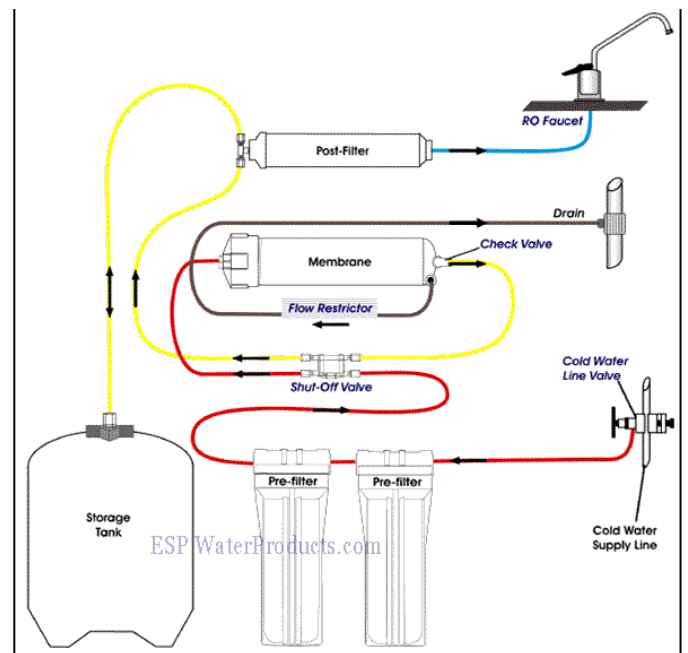 RO Faucet
Post-Filter
Drain
Check Valve
Membrane
Flow Restrictor
Shut-Off Valve
Cold Water
Line Valve
Pre-filter
Pre-filter
Storage
Tank
ESP WaterProducts.com
Cold Water
Supply Line